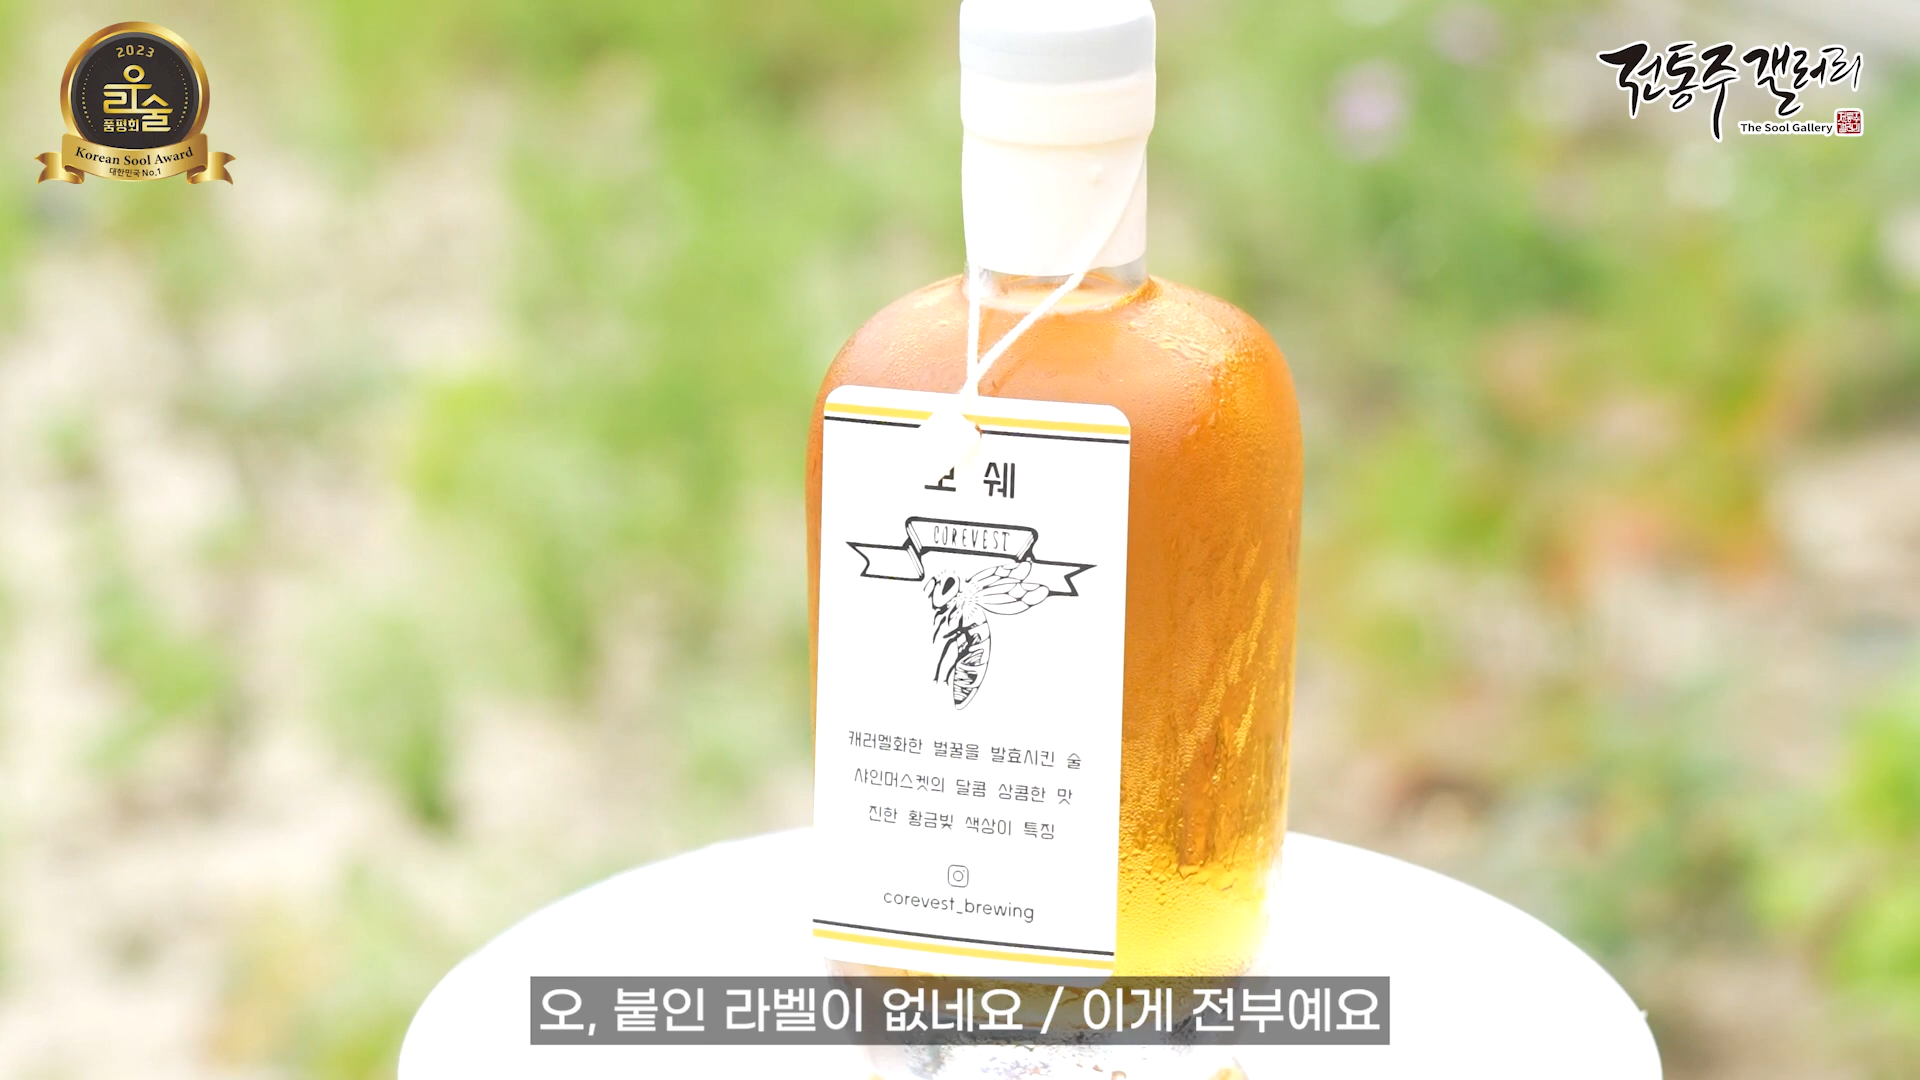 2023
우리술
품평회
Korean Sool Award
대한민국 No.1
전통주 갤러리
The Sool Gallery
쉐
COREVEST
캐러멜화한 벌꿀을 발효시킨 술
샤인머스켓의 달콤 상콤한 맛
진한 황금빛 색상이 특징
corevest_brewing
오, 붙인 라벨이 없네요 / 이게 전부예요